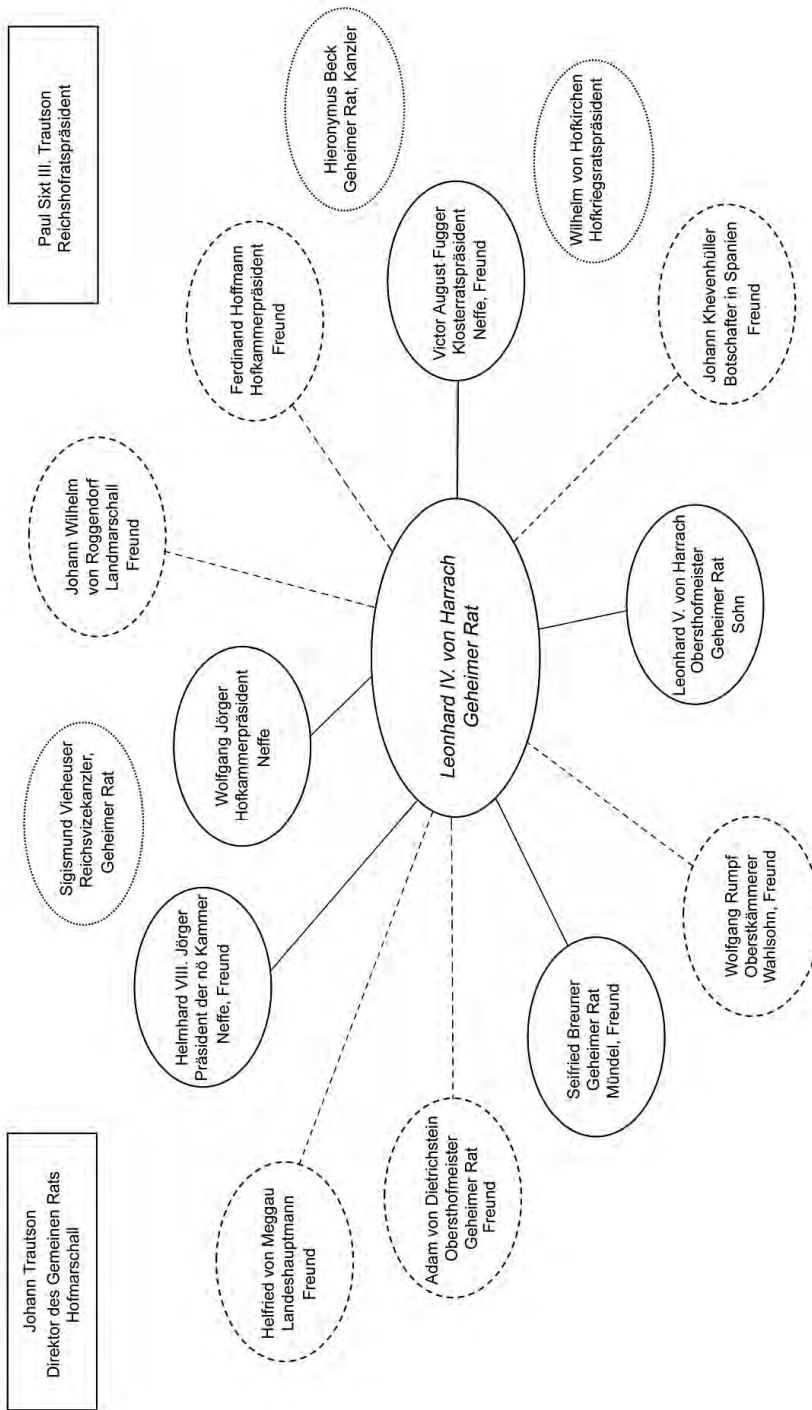 Johann Trautson
Direktor des Gemeinen Rats
Hofmarschall
Paul Sixt III. Trautson
Reichshofratspräsident
Sigismund Vieheuser
Reichsvizekanzler,
Geheimer Rat
Johann Wilhelm
von Roggendorf
Landmarschall
Freund
Ferdinand Hoffmann
Hofkammerpräsident
Freund
Hieronymus Beck
Geheimer Rat, Kanzler
Helmhard VIII. Jörger
Präsident der nö Kammer
Neffe, Freund
Wolfgang Jörger
Hofkammerpräsident
Neffe
Helfried von Meggau
Landeshauptmann
Freund
Adam von Dietrichstein
Obersthofmeister
Geheimer Rat
Freund
Leonhard IV. von Harrach
Geheimer Rat
Victor August Fugger
Klosterratspräsident
Neffe, Freund
Wilhelm von Hofkirchen
Hofkriegsratspräsident
Seifried Breuner
Geheimer Rat
Mündel, Freund
Wolfgang Rumpf
Oberstkämmerer
Wahlsohn, Freund
Leonhard V. von Harrach
Obersthofmeister
Geheimer Rat
Sohn
Johann Khevenhüller
Botschafter in Spanien
Freund